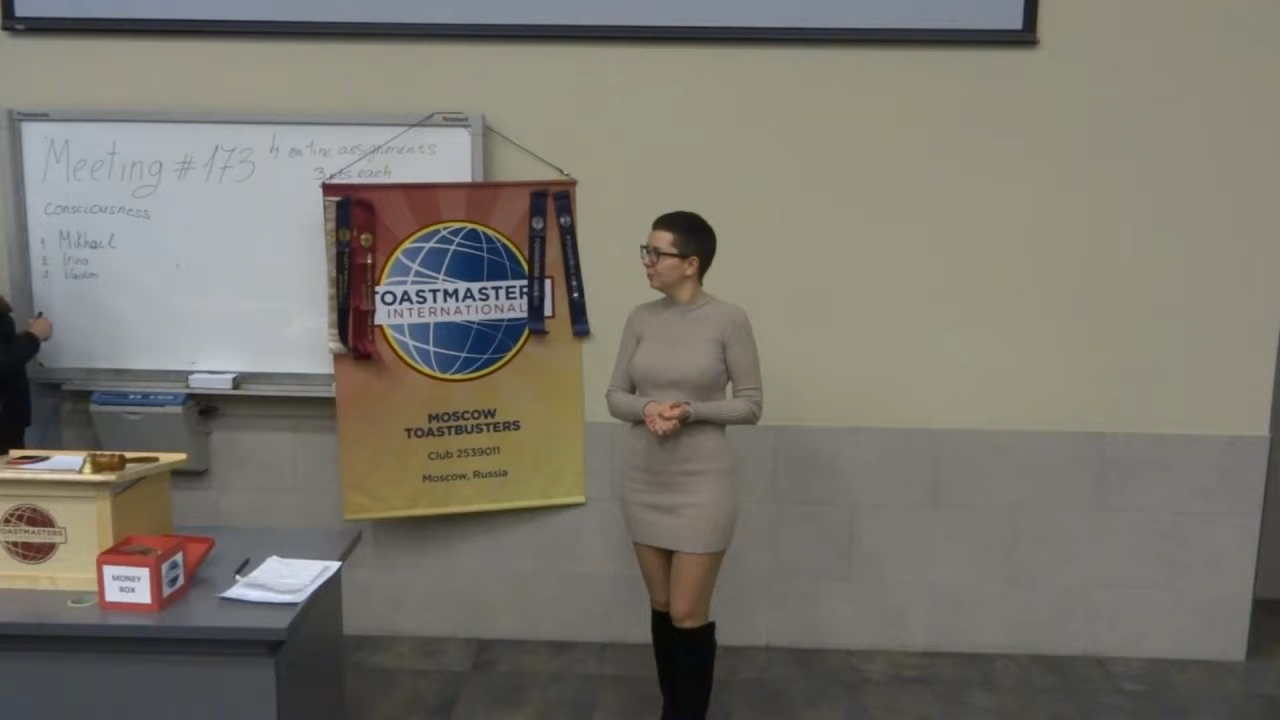 Meeting #173
4 online assignments
3 pts each
consciousness
1. Mikhael
2. Irina
3. Vadim
TOASTMASTERS
INTERNATIONAL
MOSCOW
TOASTBUSTERS
Club 2539011
Moscow, Russia
TOASTMASTERS
MONEY
BOX